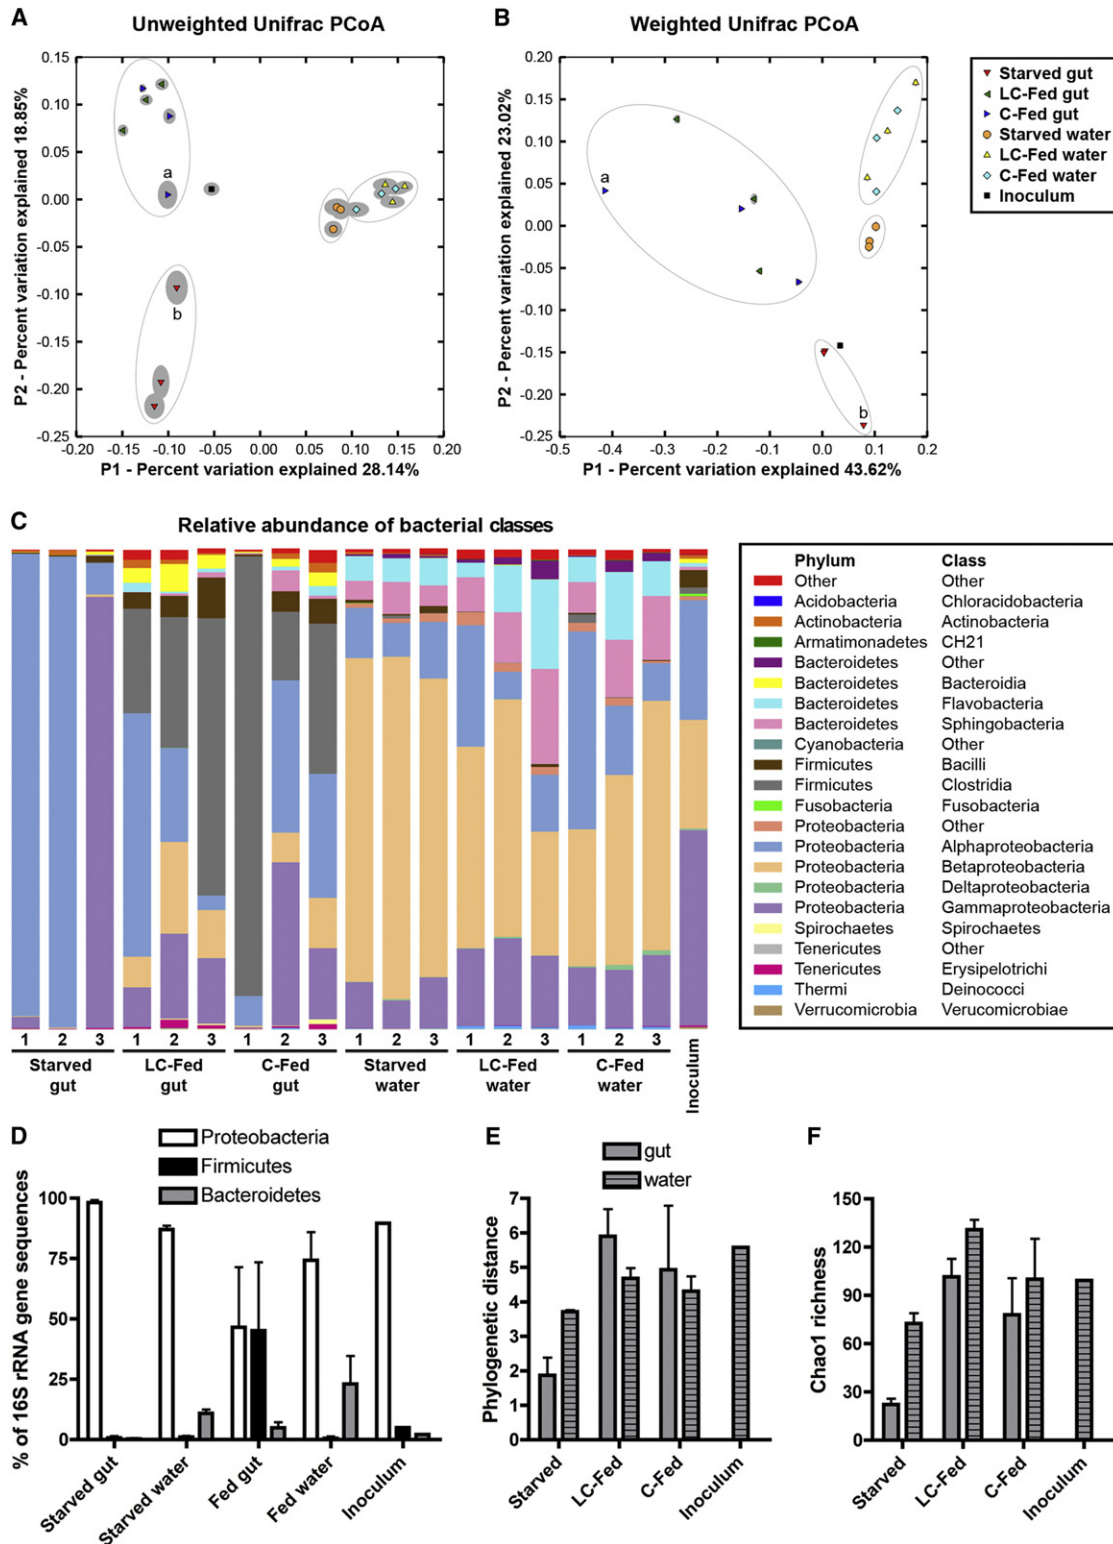 A
Unweighted Unifrac PCoA
P2 - Percent variation explained 18.85%
0.15
0.10
0.05
0.00
-0.05
-0.10
-0.15
-0.20
-0.25
a
b
-0.20 -0.15 -0.10 -0.05 0.00 0.05 0.10 0.15 0.20
P1 - Percent variation explained 28.14%
B
Weighted Unifrac PCoA
P2 - Percent variation explained 23.02%
0.20
0.15
0.10
0.05
0.00
-0.05
-0.10
-0.15
-0.20
-0.25
a
b
-0.5 -0.4 -0.3 -0.2 -0.1 0.0 0.1 0.2
P1 - Percent variation explained 43.62%
Starved gut
LC-Fed gut
C-Fed gut
Starved water
LC-Fed water
C-Fed water
Inoculum
C
Relative abundance of bacterial classes
1 2 3 1 2 3 1 2 3 1 2 3 1 2 3 1 2 3
Starved gut
LC-Fed gut
C-Fed gut
Starved water
LC-Fed water
C-Fed water
Inoculum
Phylum Class
Other Other
Acidobacteria Chloracidobacteria
Actinobacteria Actinobacteria
Armatimonadetes CH21
Bacteroidetes Other
Bacteroidetes Bacteroidia
Bacteroidetes Flavobacteria
Bacteroidetes Sphingobacteria
Cyanobacteria Other
Firmicutes Bacilli
Firmicutes Clostridia
Fusobacteria Fusobacteria
Proteobacteria Other
Proteobacteria Alphaproteobacteria
Proteobacteria Betaproteobacteria
Proteobacteria Deltaproteobacteria
Proteobacteria Gammaproteobacteria
Spirochaetes Spirochaetes
Tenericutes Other
Tenericutes Erysipelotrichi
Thermi Deinococci
Verrucomicrobia Verucomicrobiae
D
Proteobacteria
Firmicutes
Bacteroidetes
% of 16S rRNA gene sequences
100
75
50
25
0
Starved gut
Starved water
Fed gut
Fed water
Inoculum
E
gut
water
Phylogenetic distance
7
6
5
4
3
2
1
0
Starved
LC-Fed
C-Fed
Inoculum
F
Chao1 richness
150
120
90
60
30
0
Starved
LC-Fed
C-Fed
Inoculum